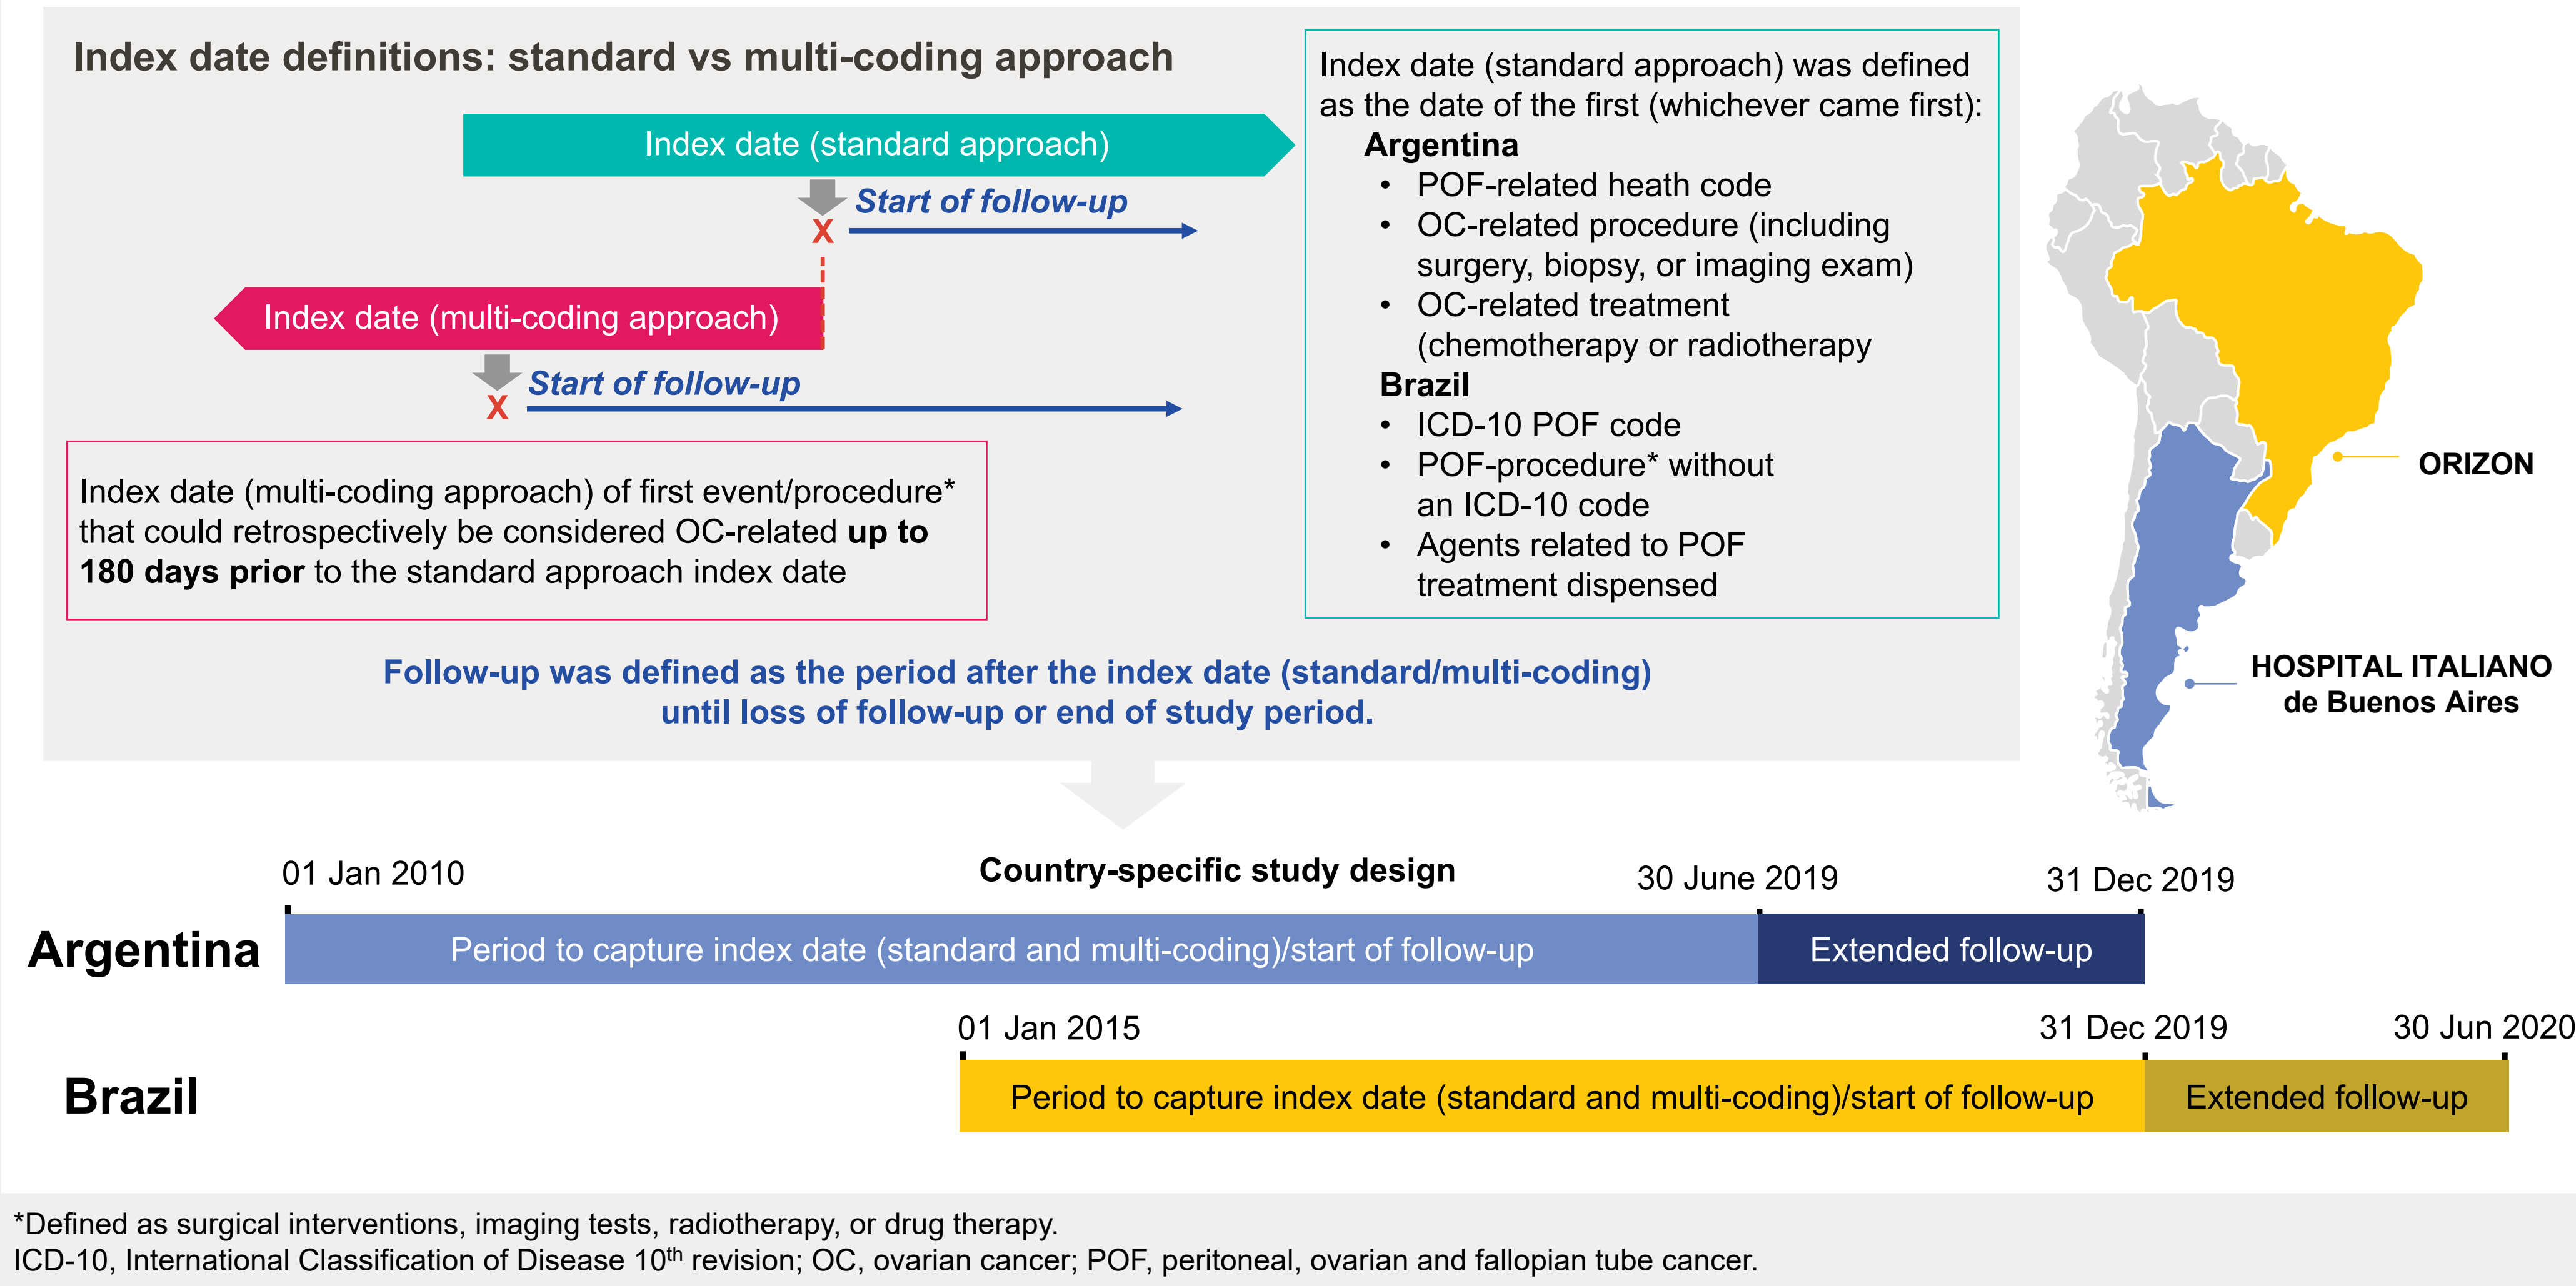 Index date definitions: standard vs multi-coding approach
Index date (standard approach)
Start of follow-up
X
Index date (multi-coding approach)
Start of follow-up
X
Index date (multi-coding approach) of first event/procedure*
that could retrospectively be considered OC-related up to
180 days prior to the standard approach index date
Index date (standard approach) was defined
as the date of the first (whichever came first):
Argentina
• POF-related heath code
• OC-related procedure (including
surgery, biopsy, or imaging exam)
• OC-related treatment
(chemotherapy or radiotherapy
Brazil
• ICD-10 POF code
• POF-procedure* without
an ICD-10 code
• Agents related to POF
treatment dispensed
Follow-up was defined as the period after the index date (standard/multi-coding)
until loss of follow-up or end of study period.
ORIZON
HOSPITAL ITALIANO
de Buenos Aires
Country-specific study design
01 Jan 2010
30 June 2019
31 Dec 2019
Argentina
Period to capture index date (standard and multi-coding)/start of follow-up
Extended follow-up
01 Jan 2015
31 Dec 2019
30 Jun 2020
Brazil
Period to capture index date (standard and multi-coding)/start of follow-up
Extended follow-up
*Defined as surgical interventions, imaging tests, radiotherapy, or drug therapy.
ICD-10, International Classification of Disease 10th revision; OC, ovarian cancer; POF, peritoneal, ovarian and fallopian tube cancer.